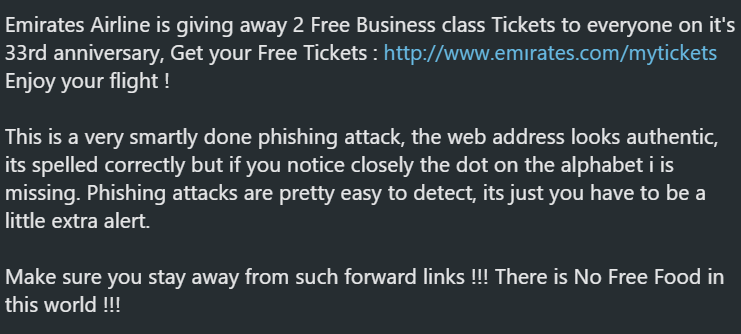 Emirates Airline is giving away 2 Free Business class Tickets to everyone on it's
33rd anniversary, Get your Free Tickets : http://www.emırates.com/mytickets
Enjoy your flight !
This is a very smartly done phishing attack, the web address looks authentic,
its spelled correctly but if you notice closely the dot on the alphabet i is
missing. Phishing attacks are pretty easy to detect, its just you have to be a
little extra alert.
Make sure you stay away from such forward links !!! There is No Free Food in
this world !!!